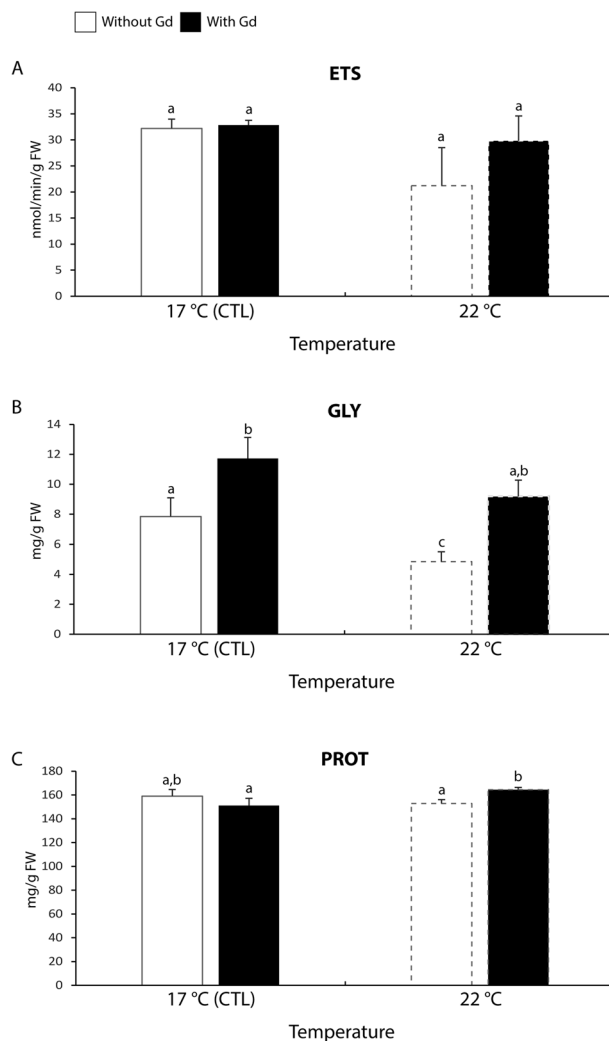 Without Gd With Gd
A
ETS
40
35
30
25
20
15
10
5
0
nmol/min/g FW
a a a a
17 °C (CTL) 22 °C
Temperature
B
GLY
14
12
10
8
6
4
2
0
mg/g FW
a b c a,b
17 °C (CTL) 22 °C
Temperature
C
PROT
180
160
140
120
100
80
60
40
20
0
mg/g FW
a,b a a b
17 °C (CTL) 22 °C
Temperature